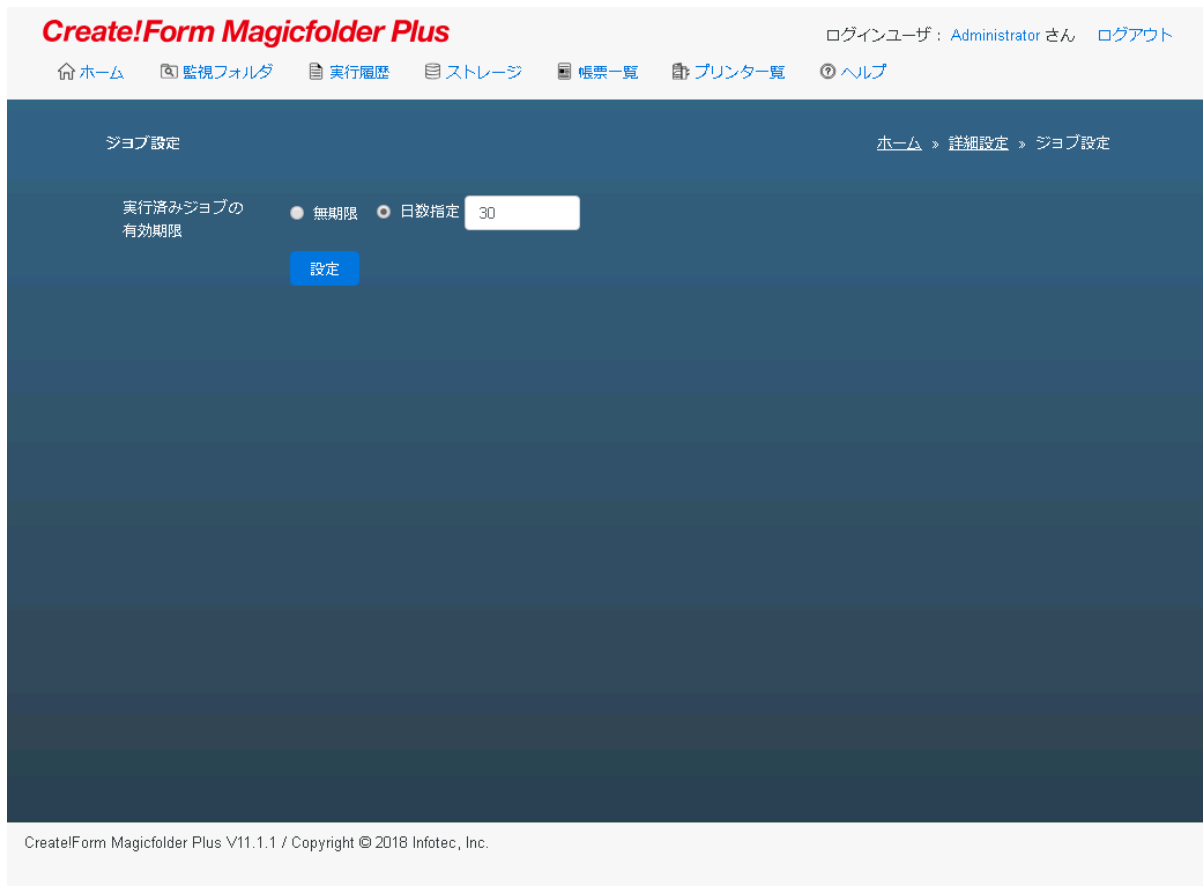 Create!Form Magicfolder Plus
ログインユーザ： Administrator さん ログアウト
ホーム 監視フォルダ 実行履歴 ストレージ 帳票一覧 プリンター覧 ヘルプ
ジョブ設定
ホーム » 詳細設定 » ジョブ設定
実行済みジョブの
有効期限
無期限 日数指定 30
設定
Create!Form Magicfolder Plus V11.1.1 / Copyright © 2018 Infotec, Inc.